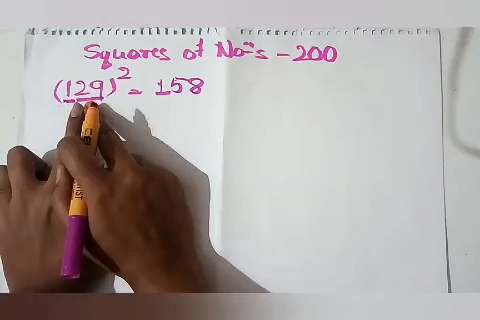 Squares of No=s - 200
(129)² = 158